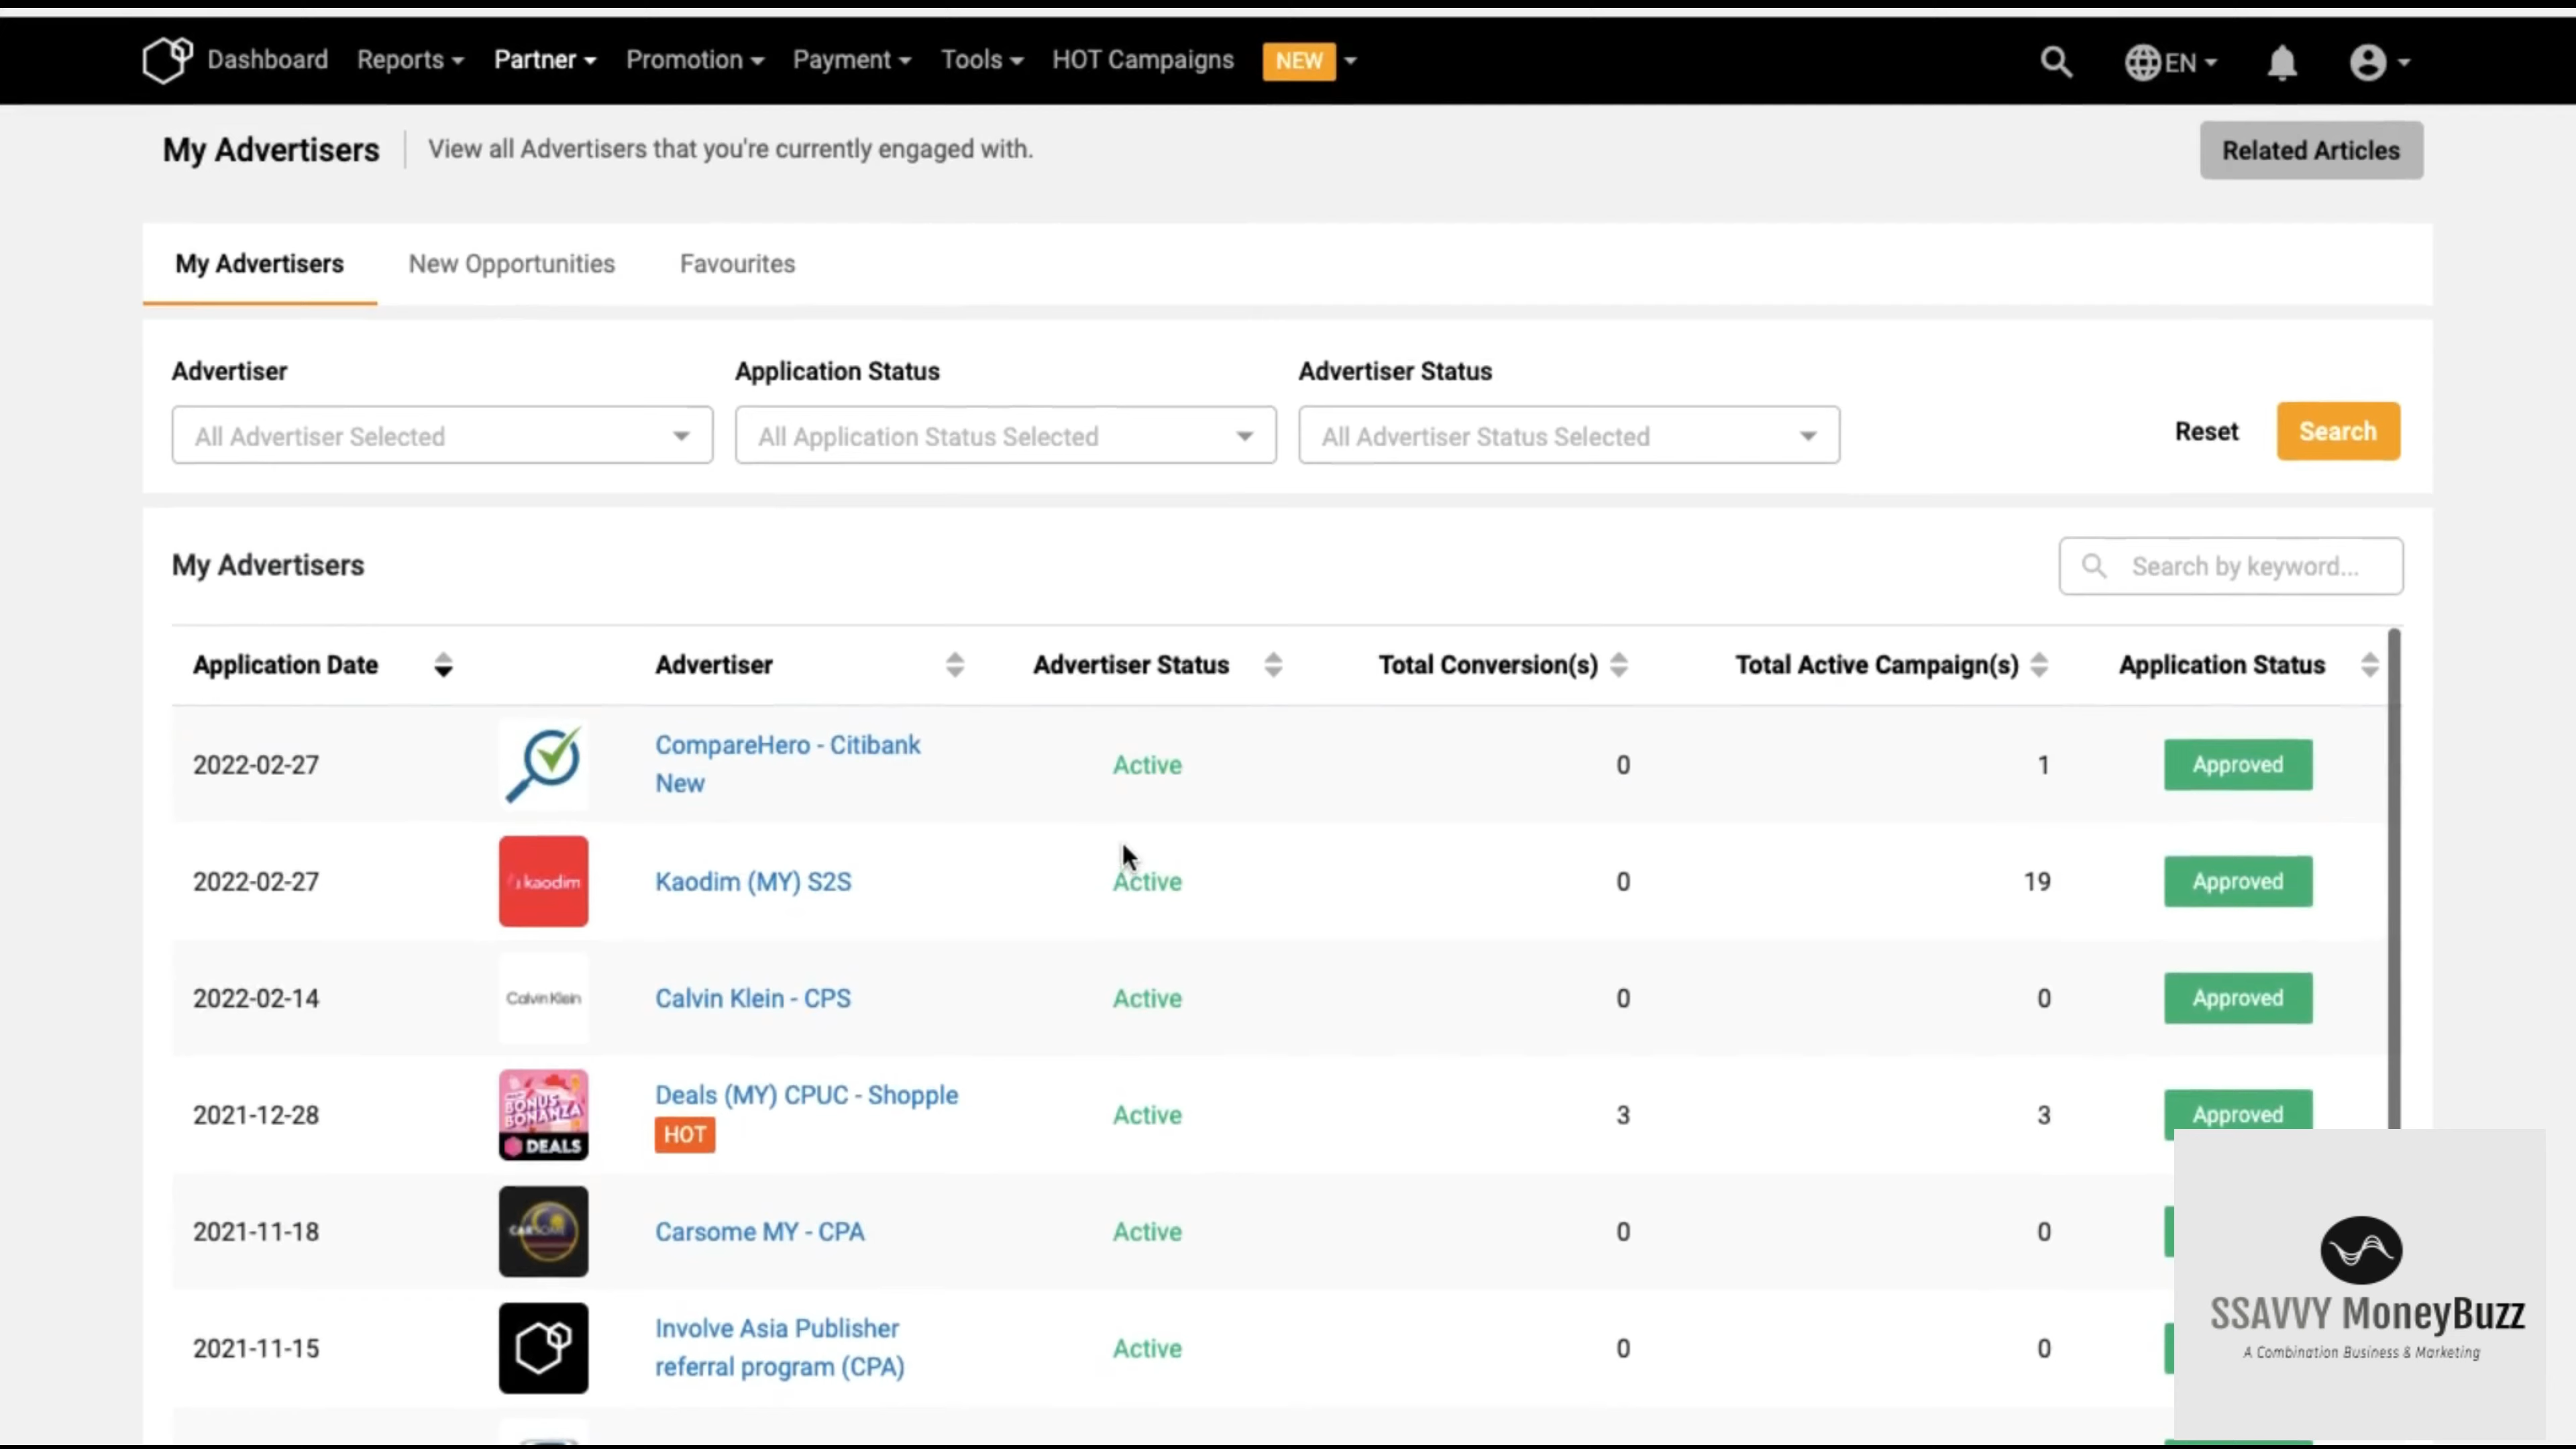 Dashboard Reports Partner Promotion Payment Tools HOT Campaigns NEW EN
My Advertisers View all Advertisers that you're currently engaged with. Related Articles
My Advertisers New Opportunities Favourites
Advertiser Application Status Advertiser Status
All Advertiser Selected All Application Status Selected All Advertiser Status Selected Reset Search
My Advertisers Search by keyword...
Application Date Advertiser Advertiser Status Total Conversion(s) Total Active Campaign(s) Application Status
2022-02-27 CompareHero - Citibank New Active 0 1 Approved
2022-02-27 kaodim Kaodim (MY) S2S Active 0 19 Approved
2022-02-14 Calvin Klein Calvin Klein - CPS Active 0 0 Approved
2021-12-28 BONUS BONANZA DEALS Deals (MY) CPUC - Shopple HOT Active 3 3 Approved
2021-11-18 CARSOME Carsome MY - CPA Active 0 0
2021-11-15 Involve Asia Publisher referral program (CPA) Active 0 0
SSAVVY MoneyBuzz
A Combination Business & Marketing